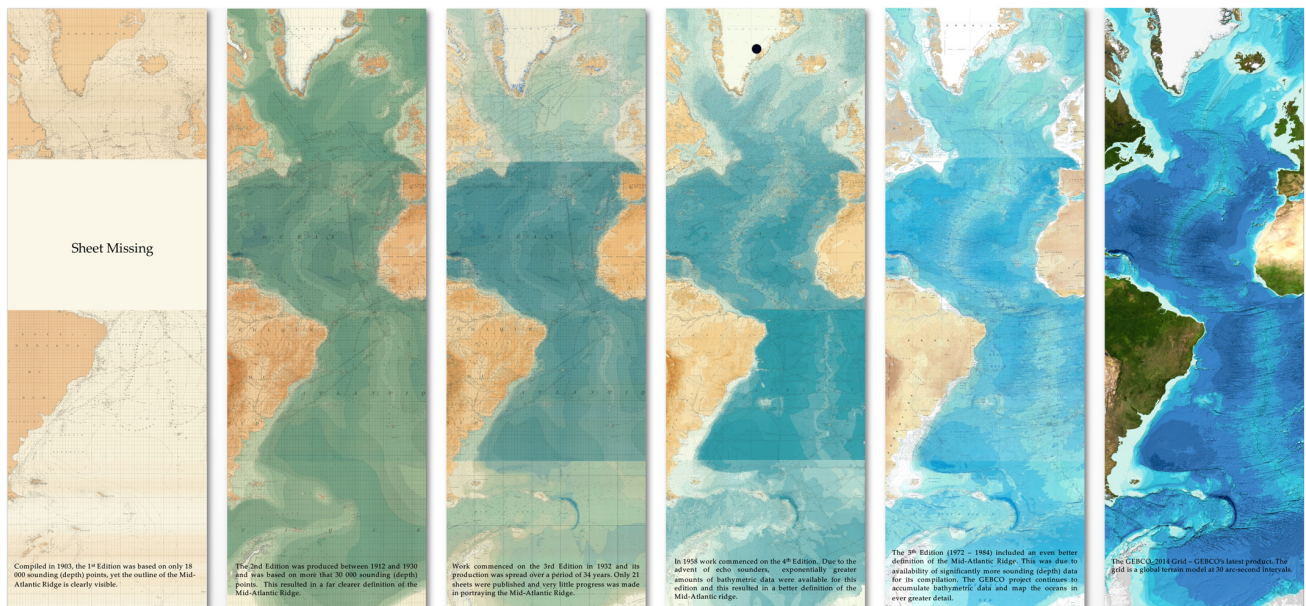 Sheet Missing
Compiled in 1903, the 1st Edition was based on only 18
000 sounding (depth) points, yet the outline of the Mid-
Atlantic Ridge is clearly visible.
The 2nd Edition was produced between 1912 and 1930
and was based on more that 30 000 sounding (depth)
points. This resulted in a far clearer definition of the
Mid-Atlantic Ridge.
Work commenced on the 3rd Edition in 1932 and its
production was spread over a period of 34 years. Only 21
sheets were published and very little progress was made
in portraying the Mid-Atlantic Ridge.
In 1958 work commenced on the 4th Edition. Due to the
advent of echo sounders, exponentially greater
amounts of bathymetric data were available for this
edition and this resulted in a better definition of the
Mid-Atlantic ridge.
The 5th Edition (1972 – 1984) included an even better
definition of the Mid-Atlantic Ridge. This was due to
availability of significantly more sounding (depth) data
for its compilation. The GEBCO project continues to
accumulate bathymetric data and map the oceans in
ever greater detail.
The GEBCO_2014 Grid – GEBCO's latest product. The
grid is a global terrain model at 30 arc-second intervals.